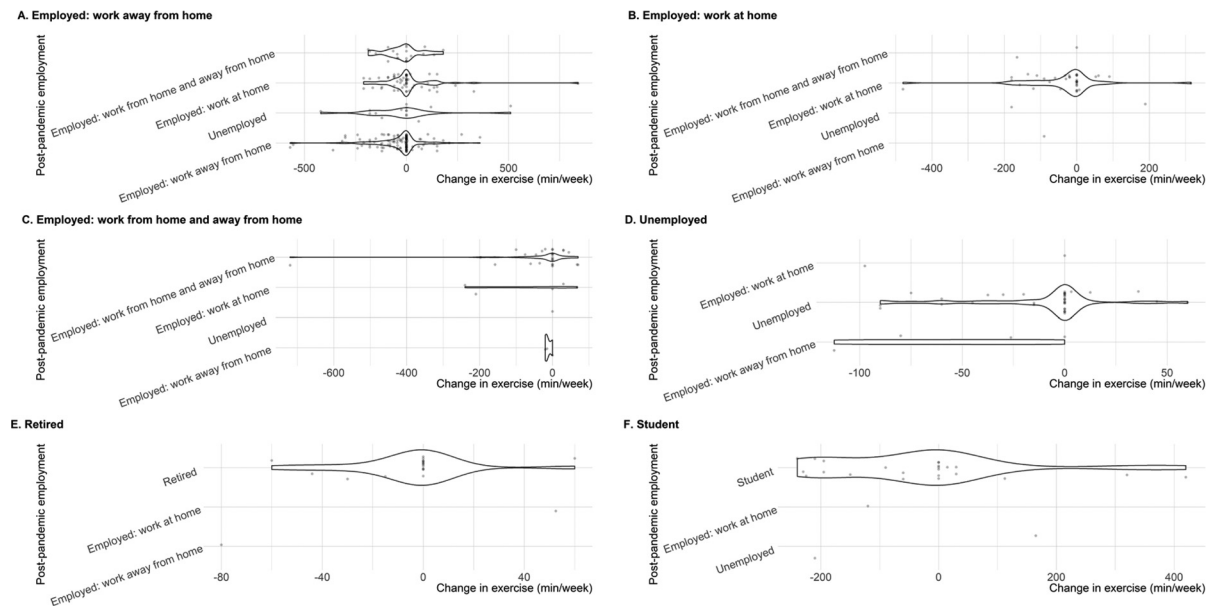 A. Employed: work away from home
Post-pandemic employment
Employed: work from home and away from home
Employed: work at home
Unemployed
Employed: work away from home
-500
0
500
Change in exercise (min/week)
B. Employed: work at home
Post-pandemic employment
Employed: work from home and away from home
Employed: work at home
Unemployed
Employed: work away from home
-400
-200
0
200
Change in exercise (min/week)
C. Employed: work from home and away from home
Post-pandemic employment
Employed: work from home and away from home
Employed: work at home
Unemployed
Employed: work away from home
-600
-400
-200
0
Change in exercise (min/week)
D. Unemployed
Post-pandemic employment
Employed: work at home
Unemployed
Employed: work away from home
-100
-50
0
50
Change in exercise (min/week)
E. Retired
Post-pandemic employment
Retired
Employed: work at home
Employed: work away from home
-80
-40
0
40
Change in exercise (min/week)
F. Student
Post-pandemic employment
Student
Employed: work at home
Unemployed
-200
0
200
400
Change in exercise (min/week)